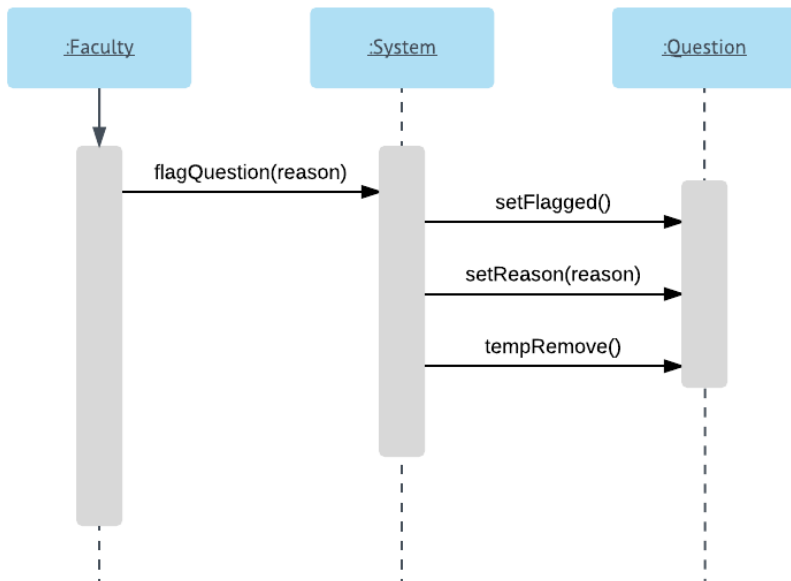 :Faculty
:System
:Question
flagQuestion(reason)
setFlagged()
setReason(reason)
tempRemove()